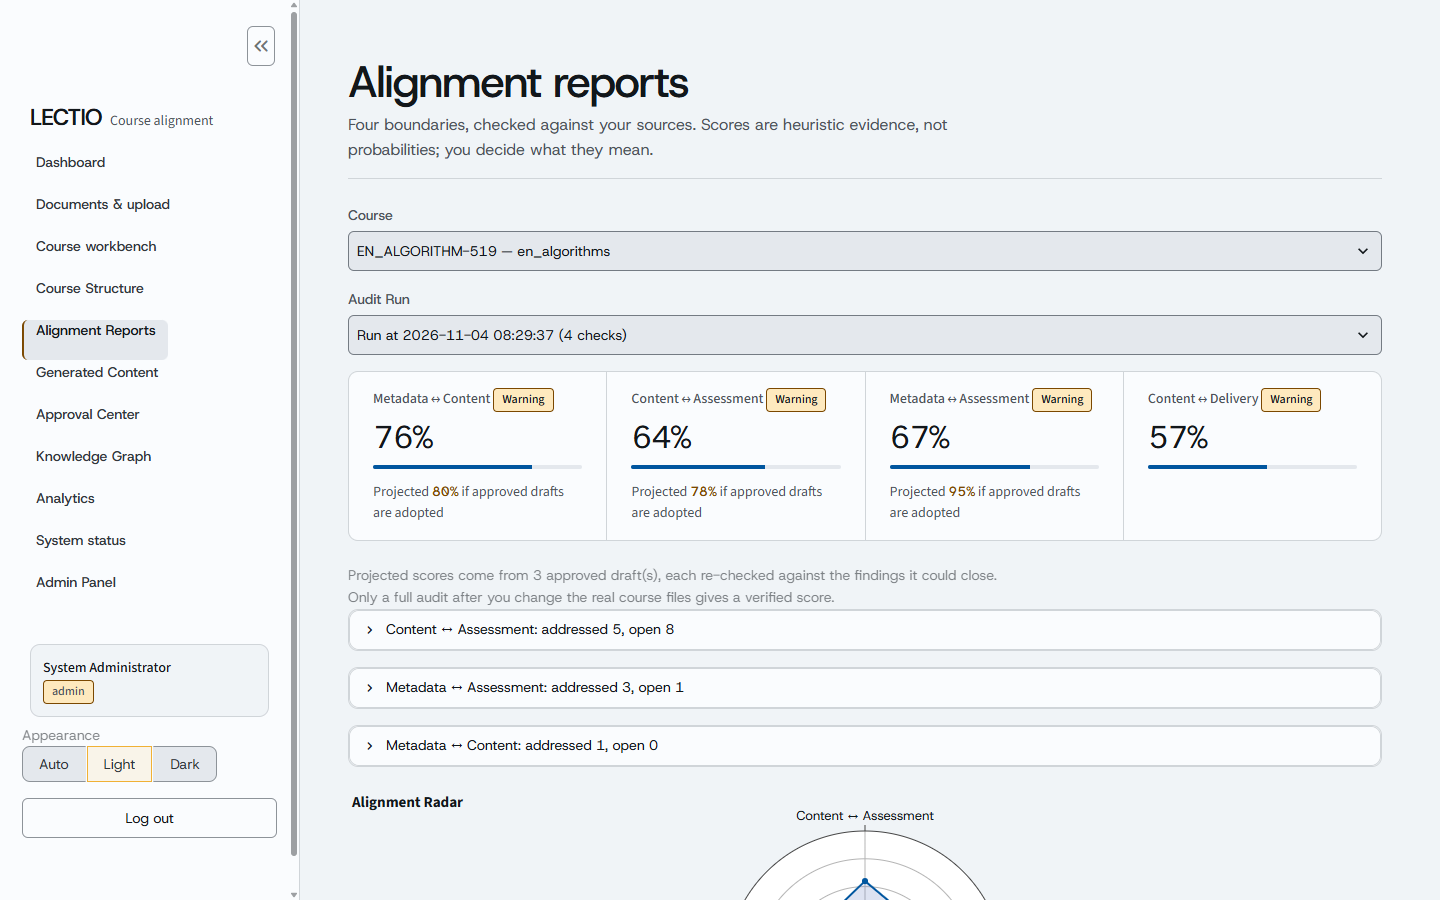 LECTIO Course alignment
Dashboard
Documents & upload
Course workbench
Course Structure
Alignment Reports
Generated Content
Approval Center
Knowledge Graph
Analytics
System status
Admin Panel
System Administrator
admin
Appearance
Auto Light Dark
Log out
Alignment reports
Four boundaries, checked against your sources. Scores are heuristic evidence, not
probabilities; you decide what they mean.
Course
EN_ALGORITHM-519 — en_algorithms
Audit Run
Run at 2026-11-04 08:29:37 (4 checks)
Metadata ↔ Content Warning
76%
Projected 80% if approved drafts
are adopted
Content ↔ Assessment Warning
64%
Projected 78% if approved drafts
are adopted
Metadata ↔ Assessment Warning
67%
Projected 95% if approved drafts
are adopted
Content ↔ Delivery Warning
57%
Projected scores come from 3 approved draft(s), each re-checked against the findings it could close.
Only a full audit after you change the real course files gives a verified score.
Content ↔ Assessment: addressed 5, open 8
Metadata ↔ Assessment: addressed 3, open 1
Metadata ↔ Content: addressed 1, open 0
Alignment Radar
Content ↔ Assessment